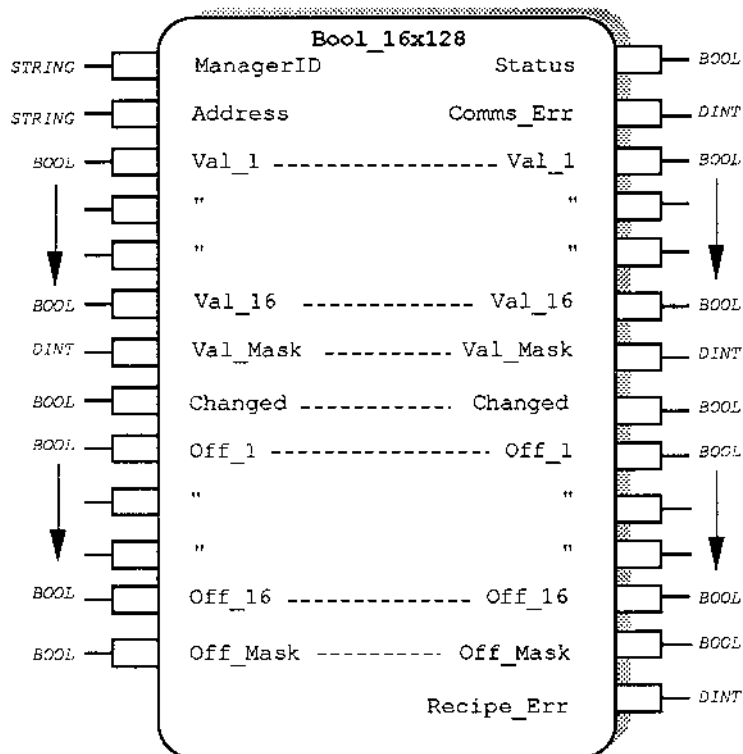 Bool_16x128
STRING ManagerID Status BOOL
STRING Address Comms_Err DINT
BOOL Val_1 ------------------ Val_1 BOOL
" "
" "
BOOL Val_16 -------------- Val_16 BOOL
DINT Val_Mask ----------- Val_Mask DINT
BOOL Changed ------------ Changed BOOL
BOOL Off_1 ----------------- Off_1 BOOL
" "
" "
BOOL Off_16 -------------- Off_16 BOOL
BOOL Off_Mask --------- Off_Mask BOOL
Recipe_Err DINT